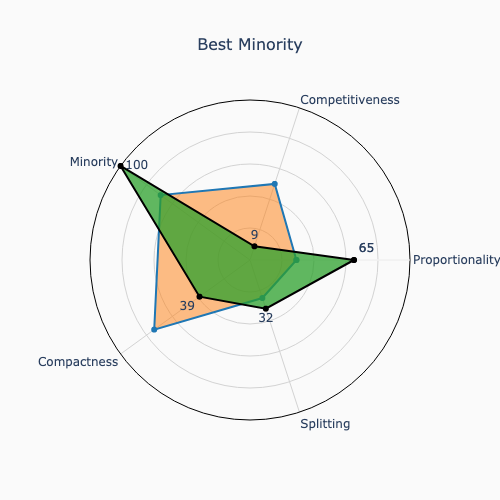 Best Minority
Competitiveness
Minority
100
9
65
Proportionality
39
32
Compactness
Splitting